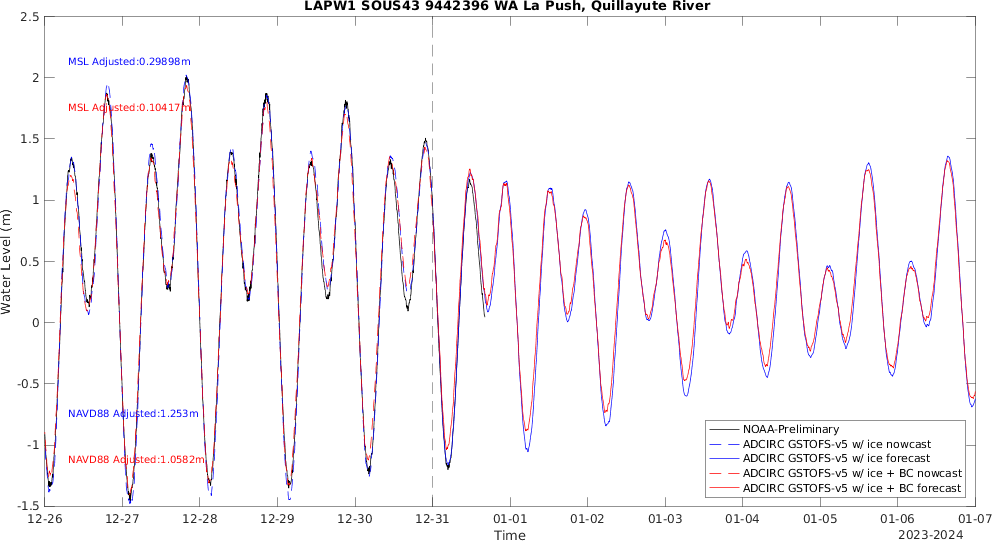 LAPW1 SOUS43 9442396 WA La Push, Quillayute River
2.5
2
1.5
1
0.5
0
-0.5
-1
-1.5
Water Level (m)
MSL Adjusted:0.29898m
MSL Adjusted:0.10417m
NAVD88 Adjusted:1.253m
NAVD88 Adjusted:1.0582m
NOAA-Preliminary
ADCIRC GSTOFS-v5 w/ ice nowcast
ADCIRC GSTOFS-v5 w/ ice forecast
ADCIRC GSTOFS-v5 w/ ice + BC nowcast
ADCIRC GSTOFS-v5 w/ ice + BC forecast
12-26 12-27 12-28 12-29 12-30 12-31 01-01 01-02 01-03 01-04 01-05 01-06 01-07
Time
2023-2024